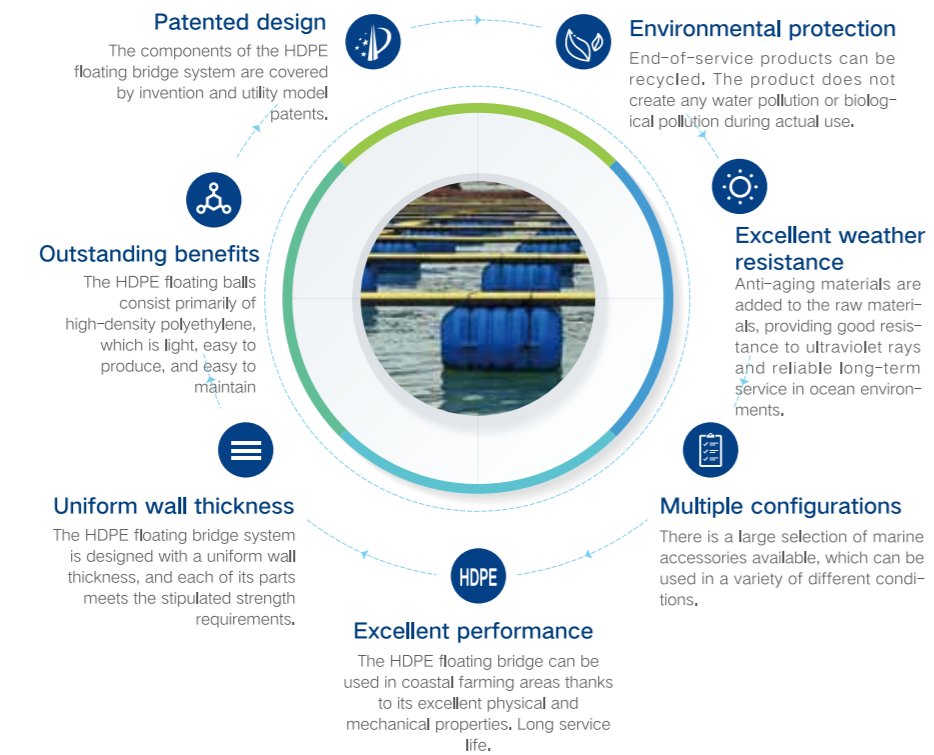 Patented design
The components of the HDPE
floating bridge system are covered
by invention and utility model
patents.
Environmental protection
End-of-service products can be
recycled. The product does not
create any water pollution or biolog-
ical pollution during actual use.
Excellent weather
resistance
Anti-aging materials are
added to the raw materi-
als, providing good resis-
tance to ultraviolet rays
and reliable long-term
service in ocean environ-
ments.
Multiple configurations
There is a large selection of marine
accessories available, which can be
used in a variety of different condi-
tions.
HDPE
Excellent performance
The HDPE floating bridge can be
used in coastal farming areas thanks
to its excellent physical and
mechanical properties. Long service
life.
Uniform wall thickness
The HDPE floating bridge system
is designed with a uniform wall
thickness, and each of its parts
meets the stipulated strength
requirements.
Outstanding benefits
The HDPE floating balls
consist primarily of
high-density polyethylene,
which is light, easy to
produce, and easy to
maintain